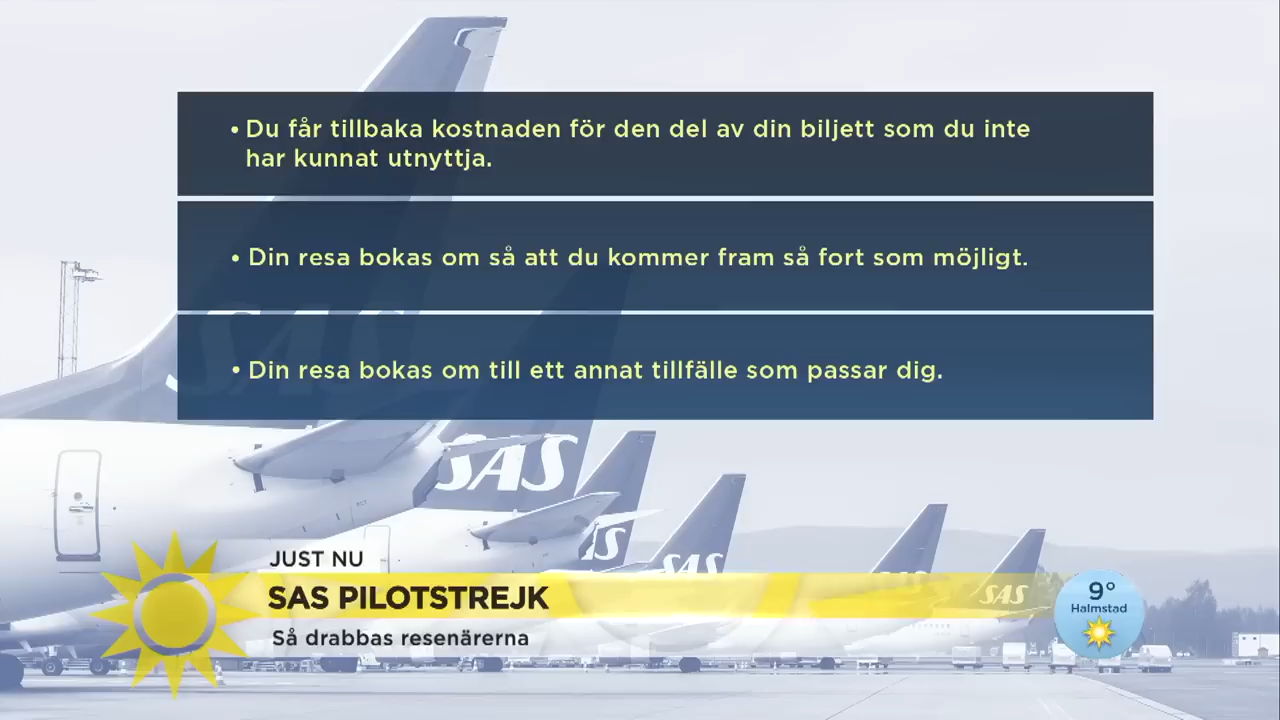 • Du får tillbaka kostnaden för den del av din biljett som du inte
har kunnat utnyttja.
• Din resa bokas om så att du kommer fram så fort som möjligt.
• Din resa bokas om till ett annat tillfälle som passar dig.
SAS
SAS
SAS
SAS
SAS
SAS
JUST NU
SAS PILOTSTREJK
Så drabbas resenärerna
9°
Halmstad